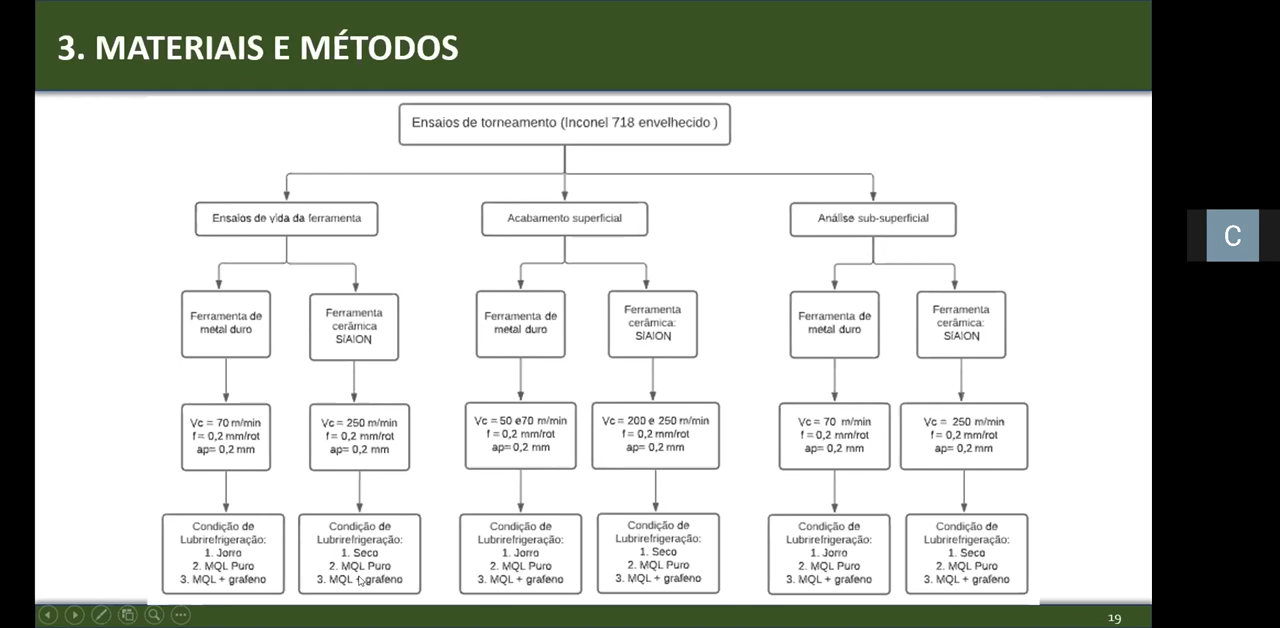 3. MATERIAIS E MÉTODOS
Ensaios de torneamento (Inconel 718 envelhecido )
Ensaios de vida da ferramenta
Acabamento superficial
Análise sub-superficial
Ferramenta de
metal duro
Ferramenta
cerâmica
SiAlON
Ferramenta de
metal duro
Ferramenta
cerâmica:
SiAlON
Ferramenta de
metal duro
Ferramenta
cerâmica:
SiAlON
Vc = 70 m/min
f = 0,2 mm/rot
ap= 0,2 mm
Vc = 250 m/min
f= 0,2 mm/rot
ap= 0,2 mm
Vc = 50 e70 m/min
f = 0,2 mm/rot
ap= 0,2 mm
Vc = 200 e 250 m/min
f = 0,2 mm/rot
ap= 0,2 mm
Vc = 70 m/min
f = 0,2 mm/rot
ap= 0,2 mm
Vc = 250 m/min
f = 0,2 mm/rot
ap= 0,2 mm
Condição de
Lubrirefrigeração:
1. Jorro
2. MQL Puro
3. MQL + grafeno
Condição de
Lubrirefrigeração:
1. Seco
2. MQL Puro
3. MQL + grafeno
Condição de
Lubrirefrigeração:
1. Jorro
2. MQL Puro
3. MQL + grafeno
Condição de
Lubrirefrigeração:
1. Seco
2. MQL Puro
3. MQL + grafeno
Condição de
Lubrirefrigeração:
1. Jorro
2. MQL Puro
3. MQL + grafeno
Condição de
Lubrirefrigeração:
1. Seco
2. MQL Puro
3. MQL + grafeno
19
C